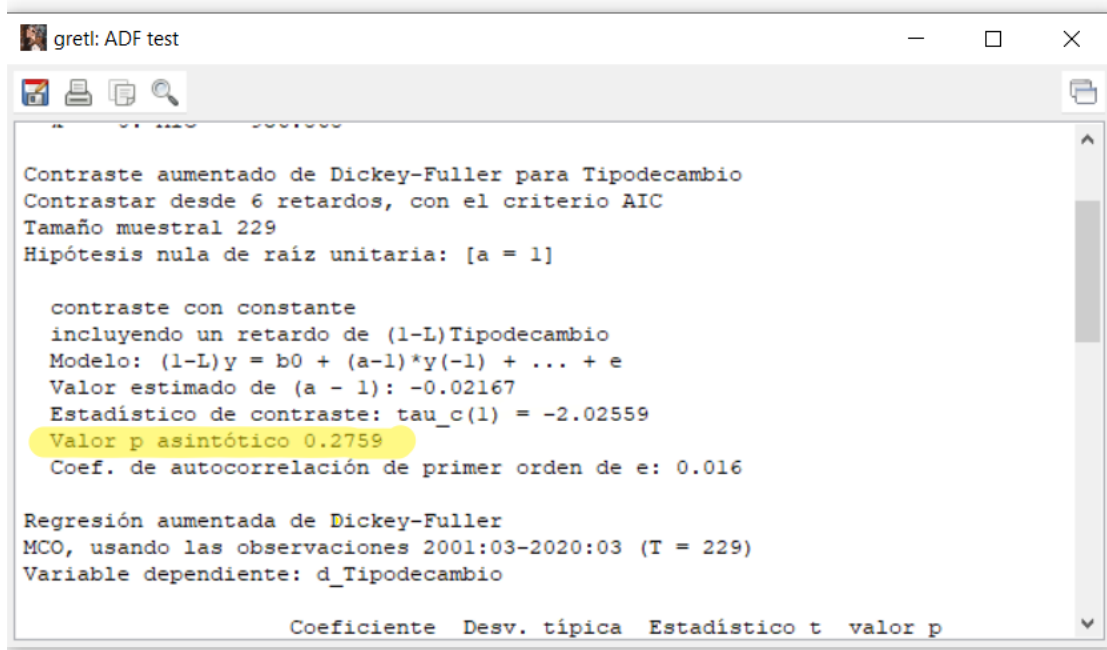 gretl: ADF test
Contraste aumentado de Dickey-Fuller para Tipodecambio
Contrastar desde 6 retardos, con el criterio AIC
Tamaño muestral 229
Hipótesis nula de raíz unitaria: [a = 1]
contraste con constante
incluyendo un retardo de (1-L)Tipodecambio
Modelo: (1-L)y = b0 + (a-1)*y(-1) + ... + e
Valor estimado de (a - 1): -0.02167
Estadístico de contraste: tau_c(1) = -2.02559
Valor p asintótico 0.2759
Coef. de autocorrelación de primer orden de e: 0.016
Regresión aumentada de Dickey-Fuller
MCO, usando las observaciones 2001:03-2020:03 (T = 229)
Variable dependiente: d_Tipodecambio
Coeficiente Desv. típica Estadístico t valor p